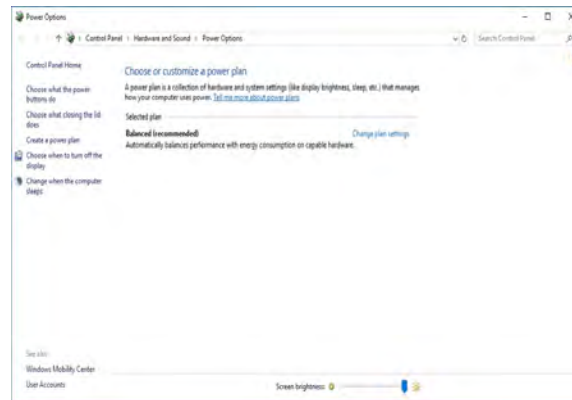 Power Options
Control Panel › Hardware and Sound › Power Options
Search Control Panel
Control Panel Home
Choose what the power
buttons do
Choose what closing the lid
does
Create a power plan
Choose when to turn off the
display
Change when the computer
sleeps
Choose or customize a power plan
A power plan is a collection of hardware and system settings (like display brightness, sleep, etc.) that manages
how your computer uses power. Tell me more about power plans
Selected plan
Balanced (recommended) Change plan settings
Automatically balances performance with energy consumption on capable hardware.
See also
Windows Mobility Center
User Accounts
Screen brightness: